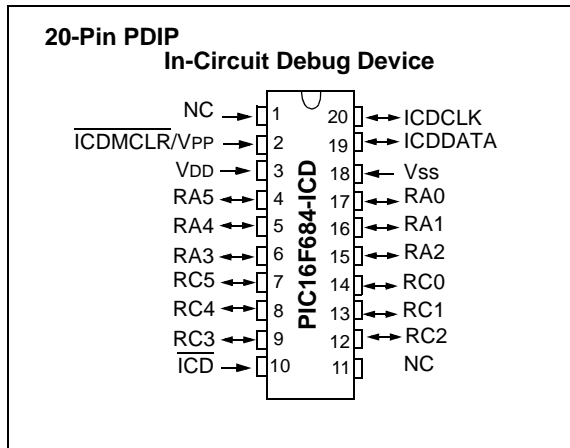 20-Pin PDIP
In-Circuit Debug Device
NC 1 20 ICDCLK
I̅C̅D̅M̅C̅L̅R̅/VPP 2 19 ICDDATA
VDD 3 18 Vss
RA5 4 17 RA0
RA4 5 16 RA1
RA3 6 15 RA2
RC5 7 14 RC0
RC4 8 13 RC1
RC3 9 12 RC2
I̅C̅D̅ 10 11 NC
PIC16F684-ICD